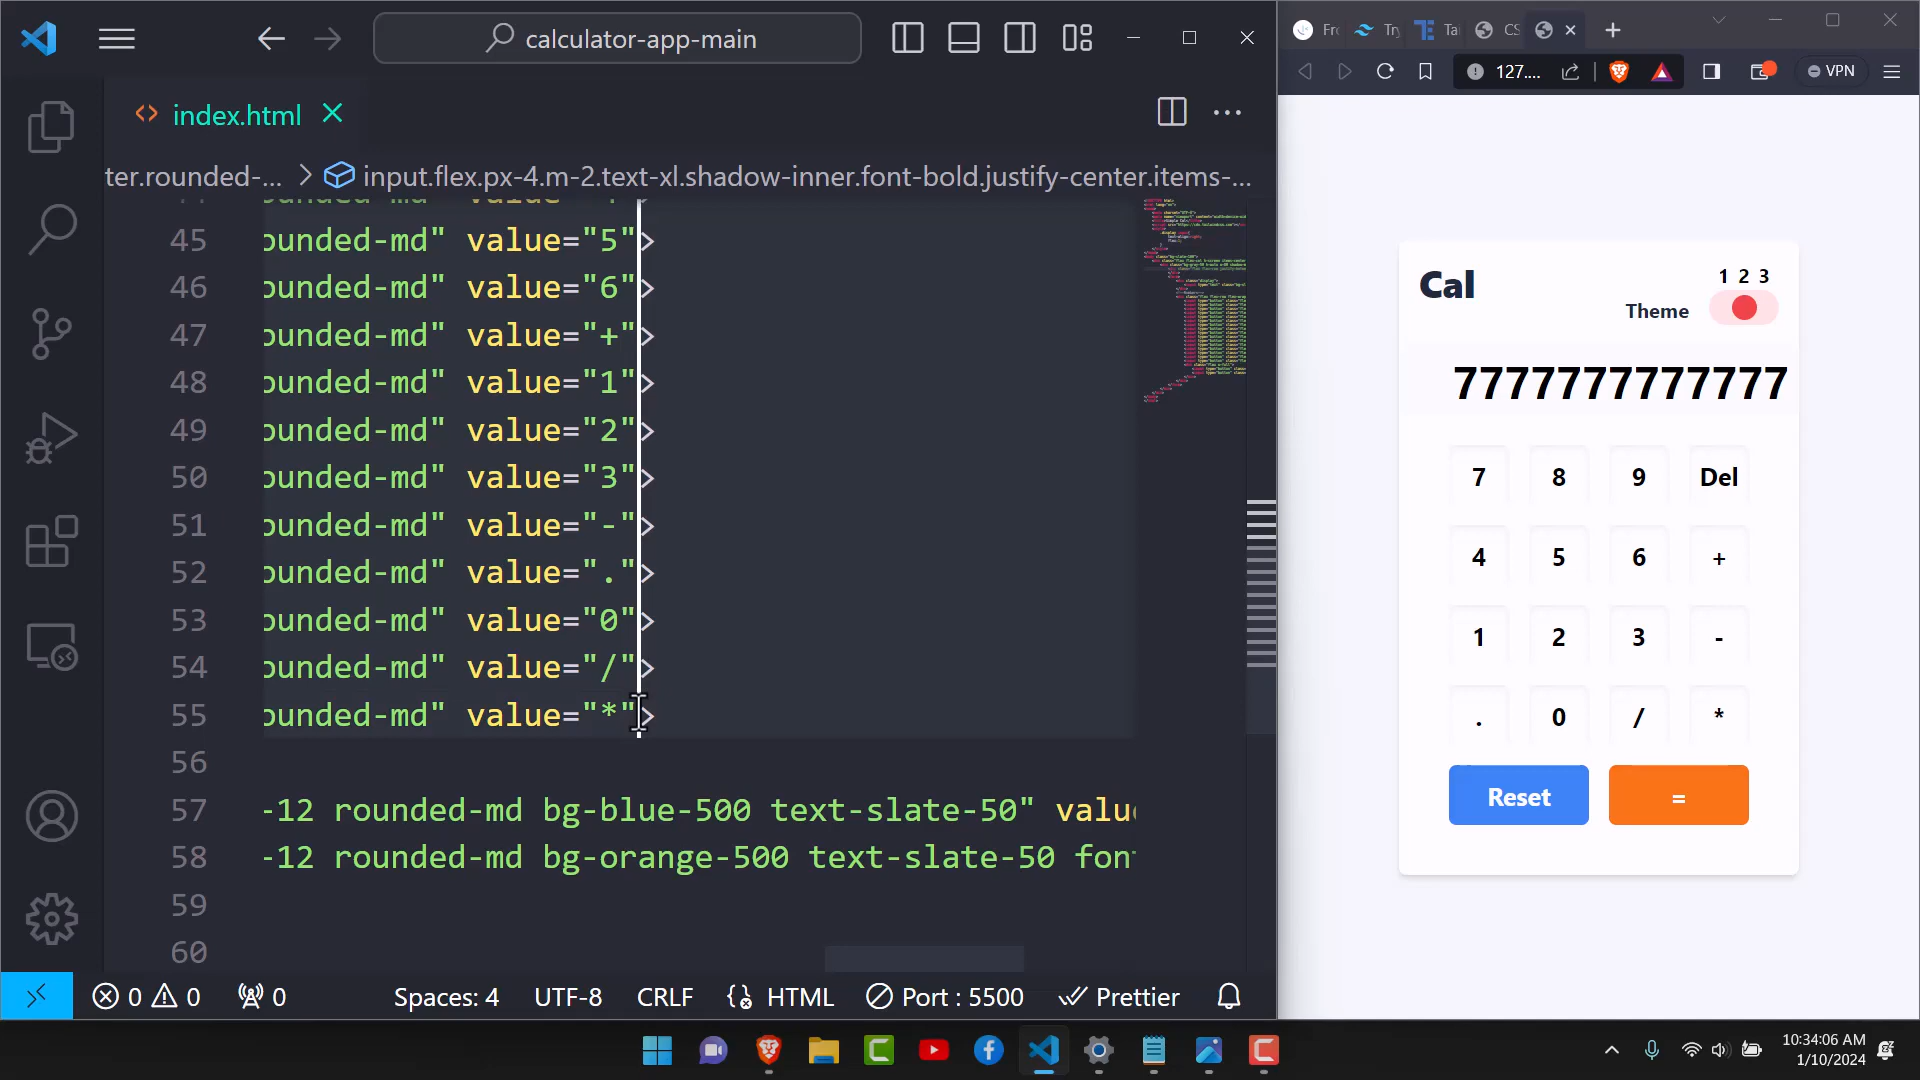 calculator-app-main
index.html
ter.rounded-... > input.flex.px-4.m-2.text-xl.shadow-inner.font-bold.justify-center.items-...
45 ounded-md" value="5">
46 ounded-md" value="6">
47 ounded-md" value="+">
48 ounded-md" value="1">
49 ounded-md" value="2">
50 ounded-md" value="3">
51 ounded-md" value="-">
52 ounded-md" value=".">
53 ounded-md" value="0">
54 ounded-md" value="/">
55 ounded-md" value="*">
56
57 -12 rounded-md bg-blue-500 text-slate-50" valu
58 -12 rounded-md bg-orange-500 text-slate-50 fon
59
60
0 0 0 Spaces: 4 UTF-8 CRLF HTML Port : 5500 Prettier
Fr Try Ta CS
127.... VPN
Cal
1 2 3
Theme
7777777777777
7 8 9 Del
4 5 6 +
1 2 3 -
. 0 / *
Reset =
10:34:06 AM
1/10/2024